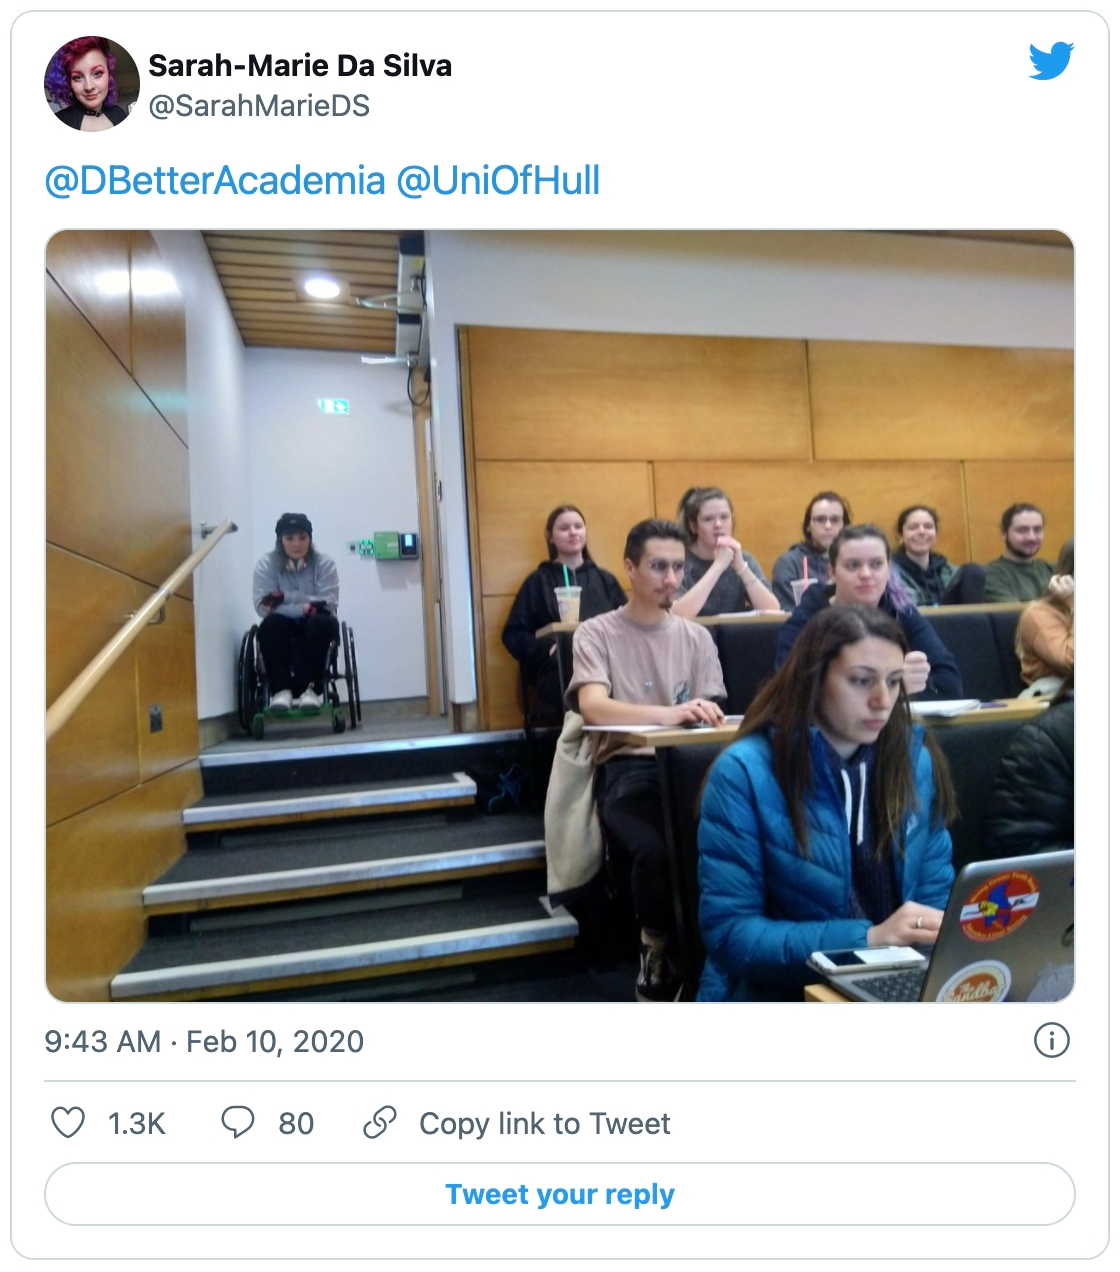 Sarah-Marie Da Silva
@SarahMarieDS
@DBetterAcademia @UniOfHull
9:43 AM · Feb 10, 2020
1.3K
80
Copy link to Tweet
Tweet your reply